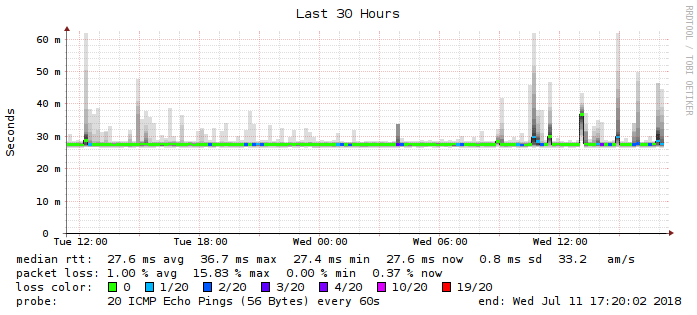 Last 30 Hours
RRDTOOL / TOBI OETIKER
Seconds
60 m
50 m
40 m
30 m
20 m
10 m
0
Tue 12:00 Tue 18:00 Wed 00:00 Wed 06:00 Wed 12:00
median rtt: 27.6 ms avg 36.7 ms max 27.4 ms min 27.6 ms now 0.8 ms sd 33.2 am/s
packet loss: 1.00 % avg 15.83 % max 0.00 % min 0.37 % now
loss color: 0 1/20 2/20 3/20 4/20 10/20 19/20
probe: 20 ICMP Echo Pings (56 Bytes) every 60s end: Wed Jul 11 17:20:02 2018